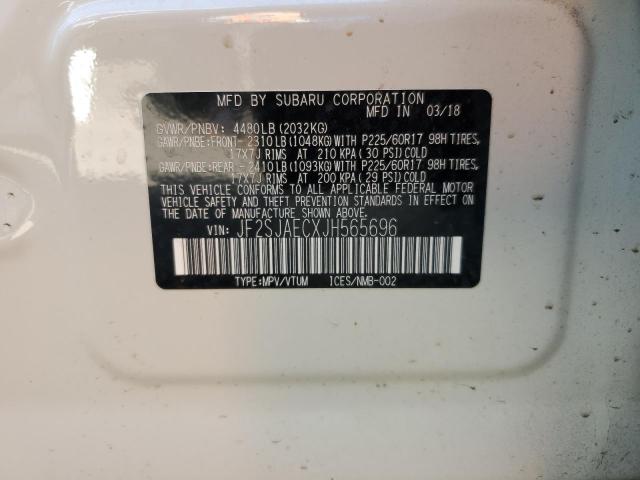 MFD BY SUBARU CORPORATION
MFD IN 03/18
GVWR/PNBV: 4480LB(2032KG)
GAWR/PNBE:FRONT-2310LB(1048KG)WITH P225/60R17 98H TIRES,
17X7J RIMS AT 210 KPA(30 PSI)COLD
GAWR/PNBE:REAR -2410LB(1093KG)WITH P225/60R17 98H TIRES,
17X7J RIMS AT 200 KPA(29 PSI)COLD
THIS VEHICLE CONFORMS TO ALL APPLICABLE FEDERAL MOTOR
VEHICLE SAFETY AND THEFT PREVENTION STANDARDS IN EFFECT
ON THE DATE OF MANUFACTURE SHOWN ABOVE.
VIN: JF2SJAECXJH565696
TYPE:MPV/VTUM ICES/NMB-002